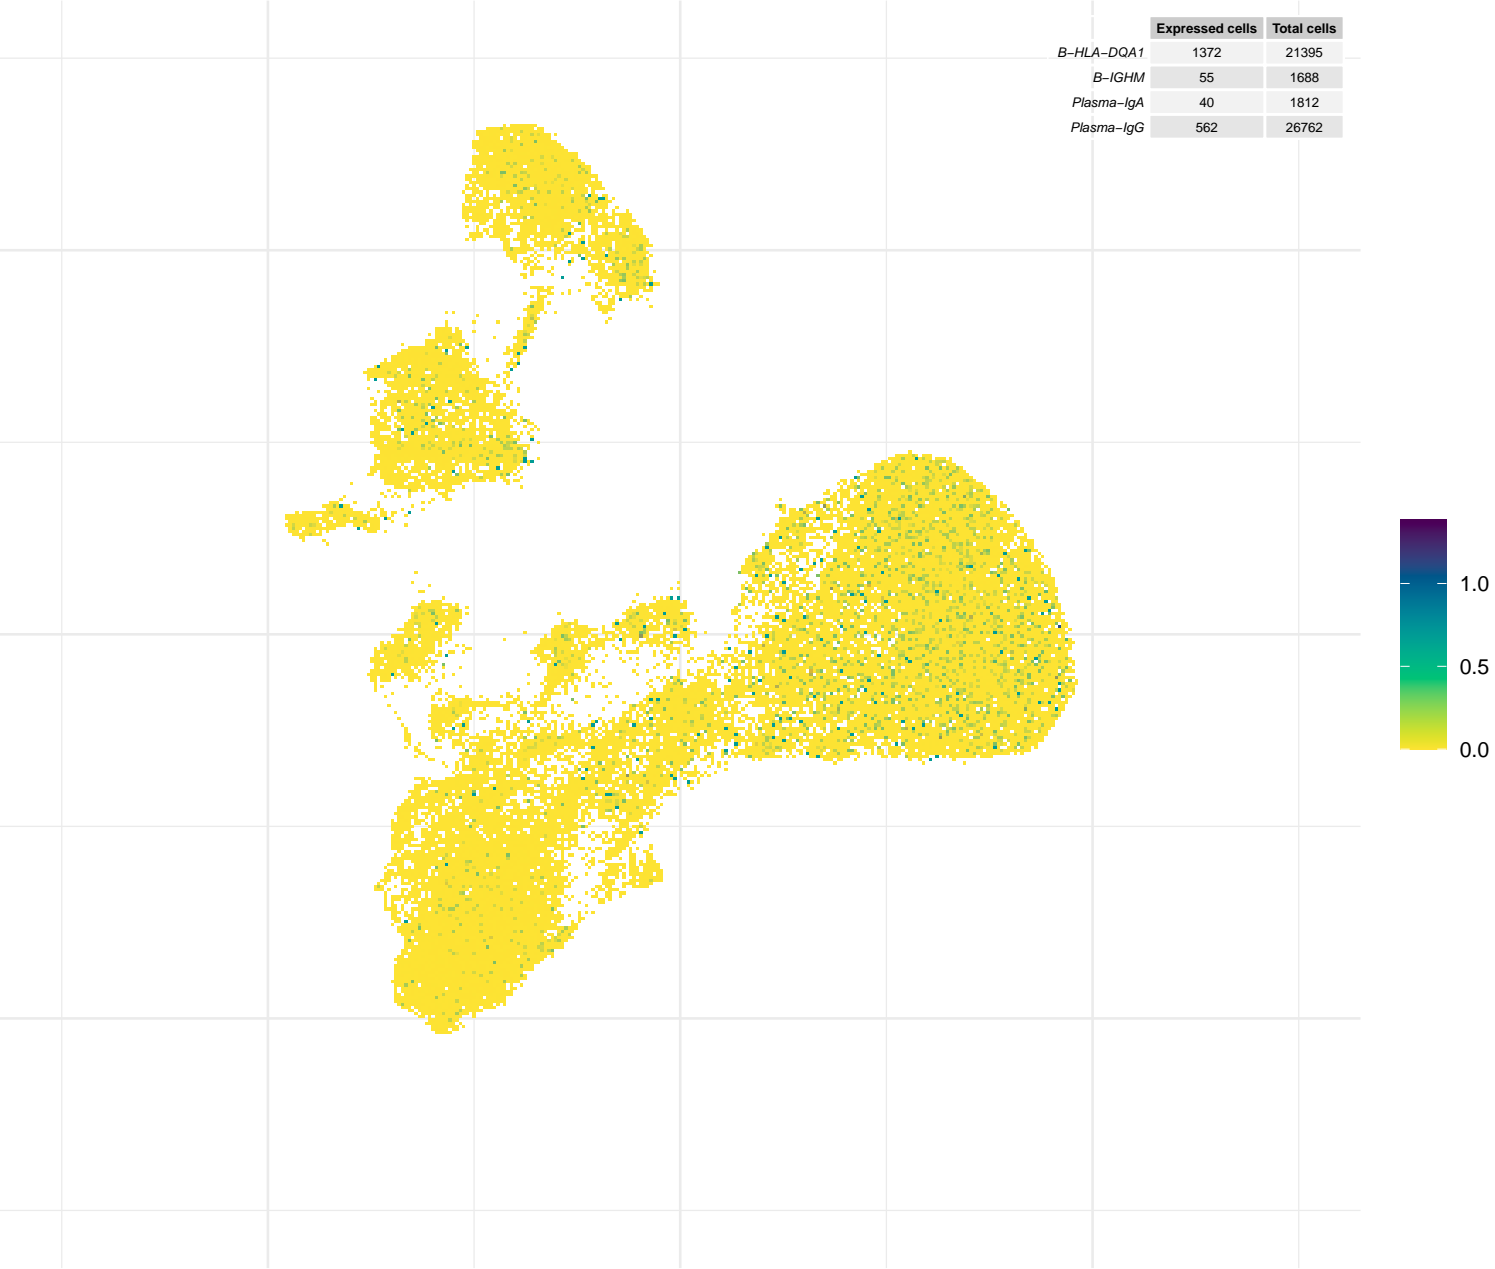 Expressed cells Total cells
B−HLA−DQA1 1372 21395
B−IGHM 55 1688
Plasma−IgA 40 1812
Plasma−IgG 562 26762
1.0
0.5
0.0